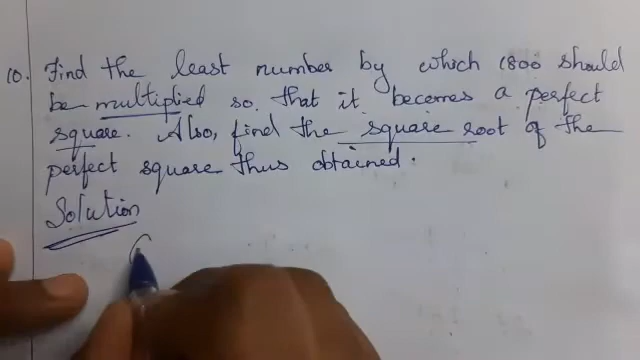 10. Find the least number by which 1800 should
be multiplied so that it becomes a perfect
square. Also, find the square root of the
perfect square thus obtained.
Solution